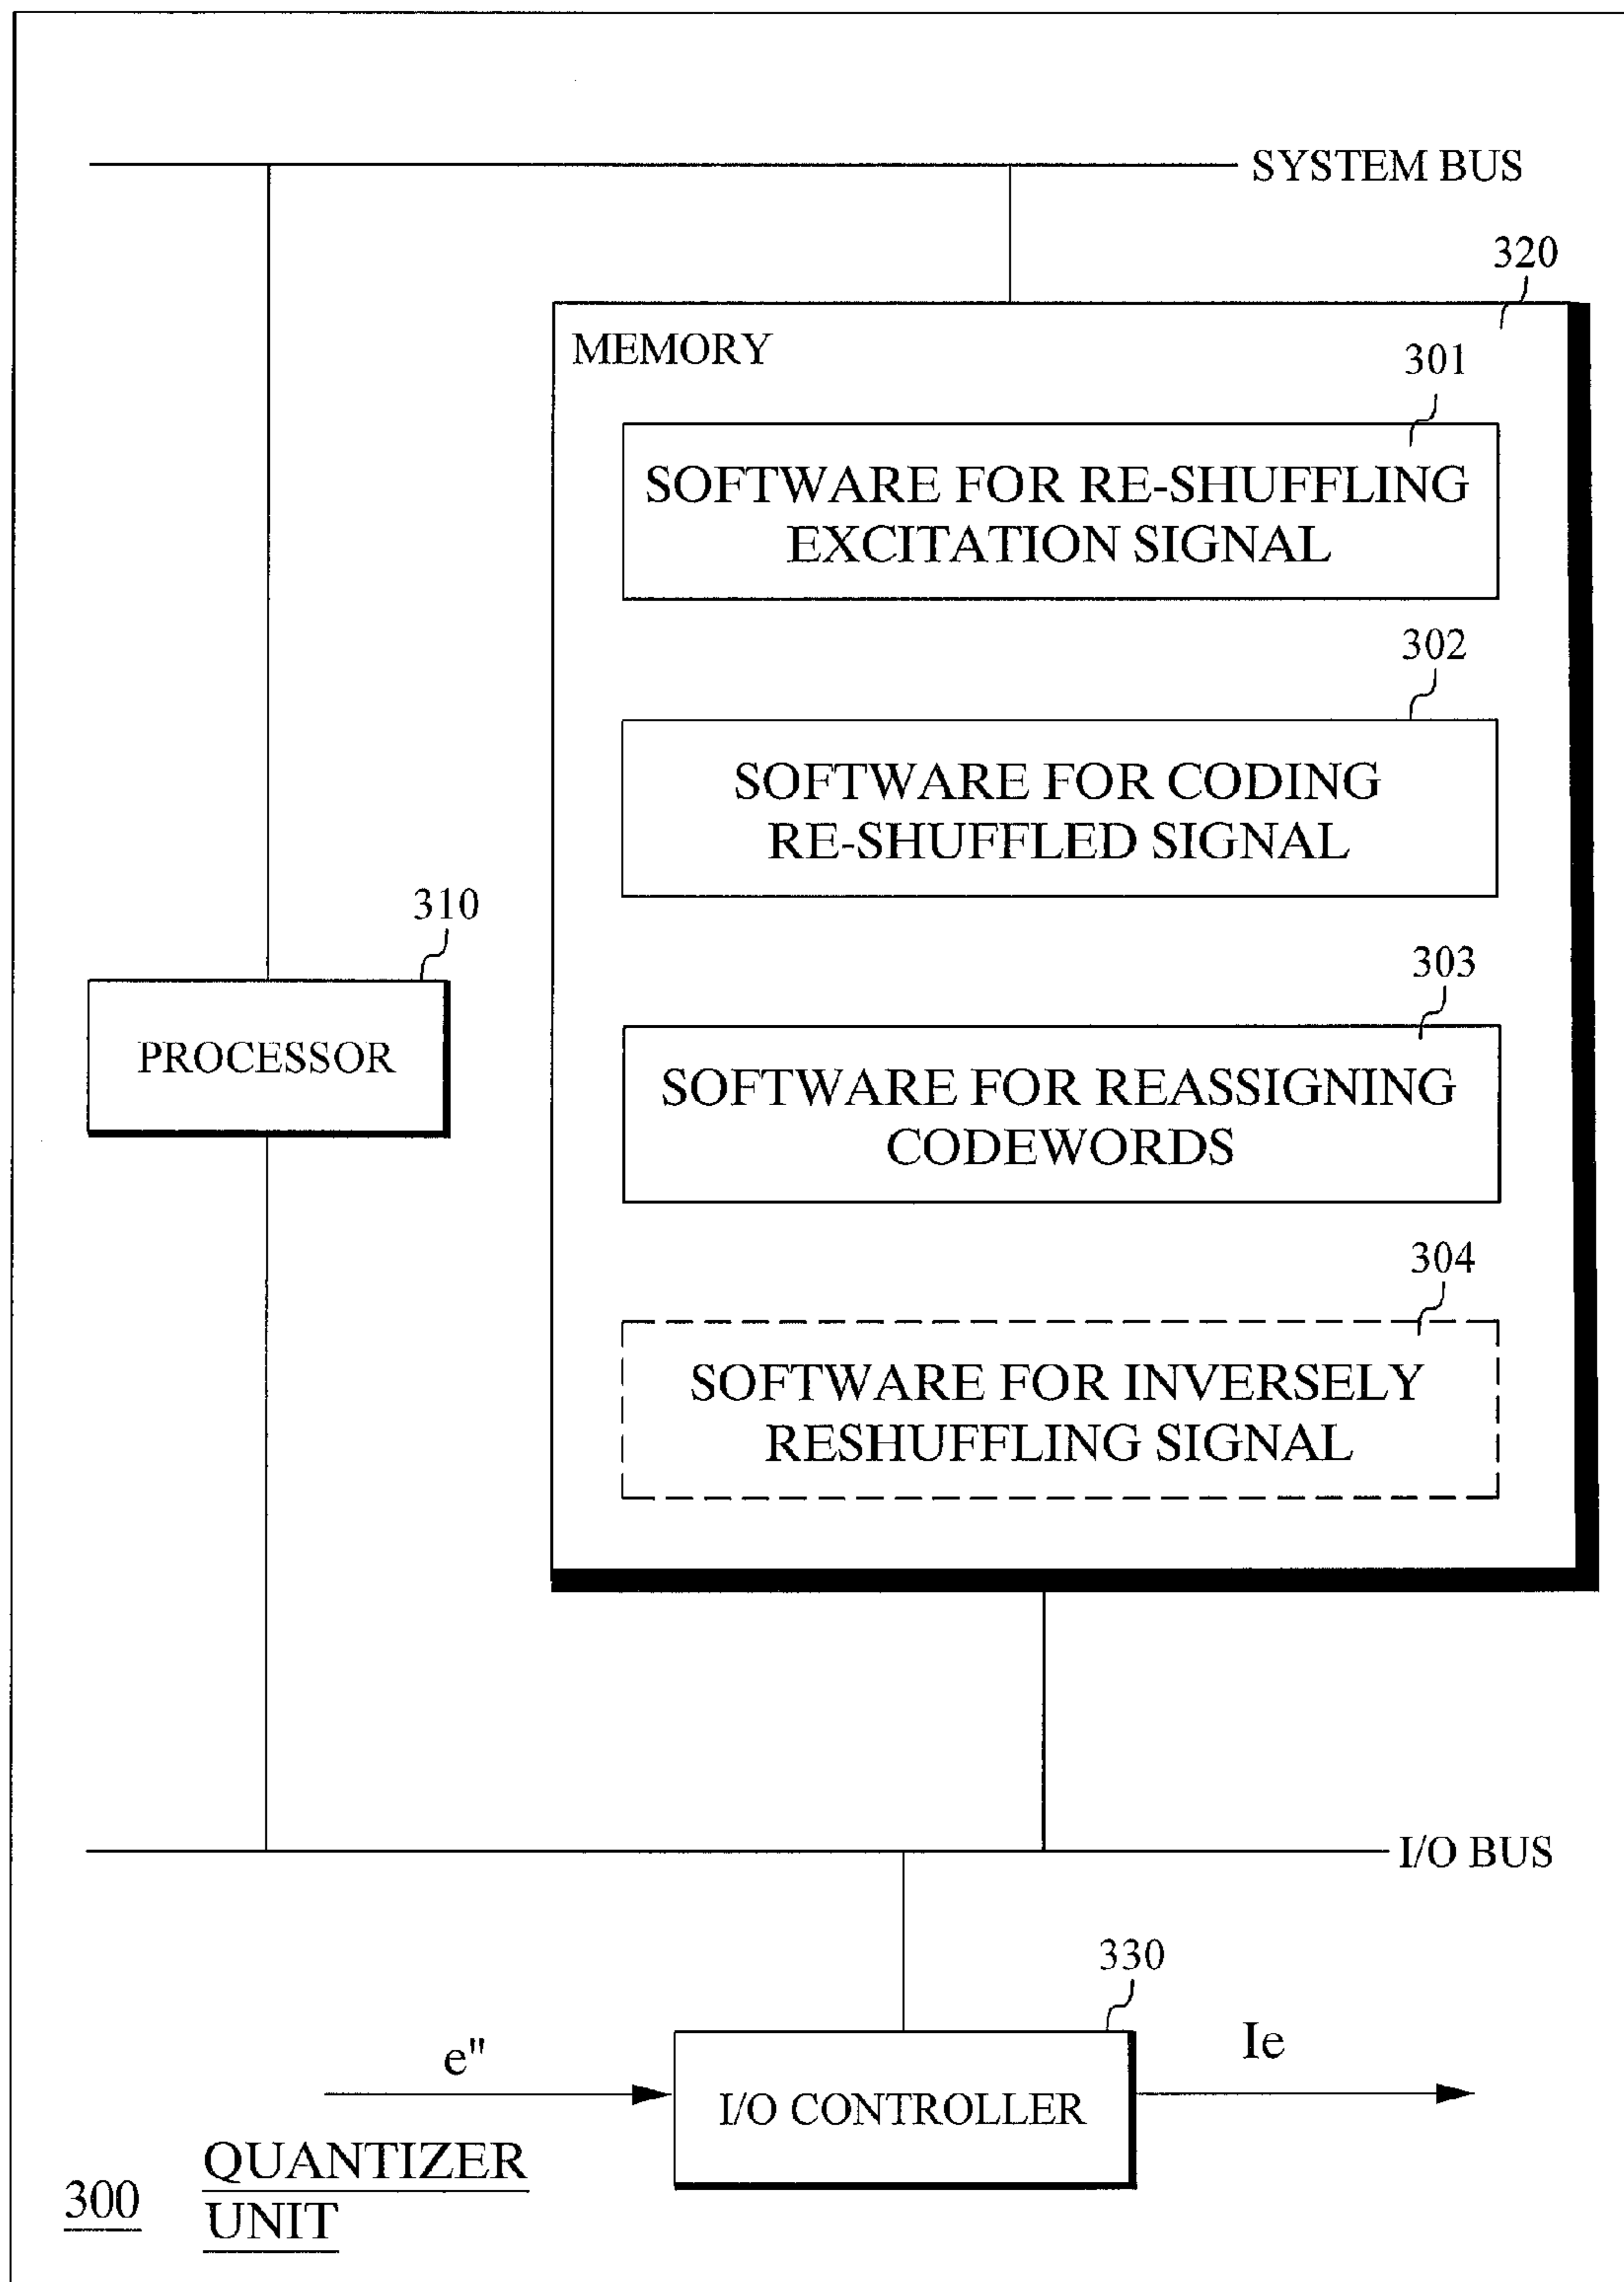 SYSTEM BUS
320
MEMORY
301
SOFTWARE FOR RE-SHUFFLING
EXCITATION SIGNAL
302
SOFTWARE FOR CODING
RE-SHUFFLED SIGNAL
310
PROCESSOR
303
SOFTWARE FOR REASSIGNING
CODEWORDS
304
SOFTWARE FOR INVERSELY
RESHUFFLING SIGNAL
I/O BUS
330
e"
I/O CONTROLLER
Ie
300
QUANTIZER
UNIT